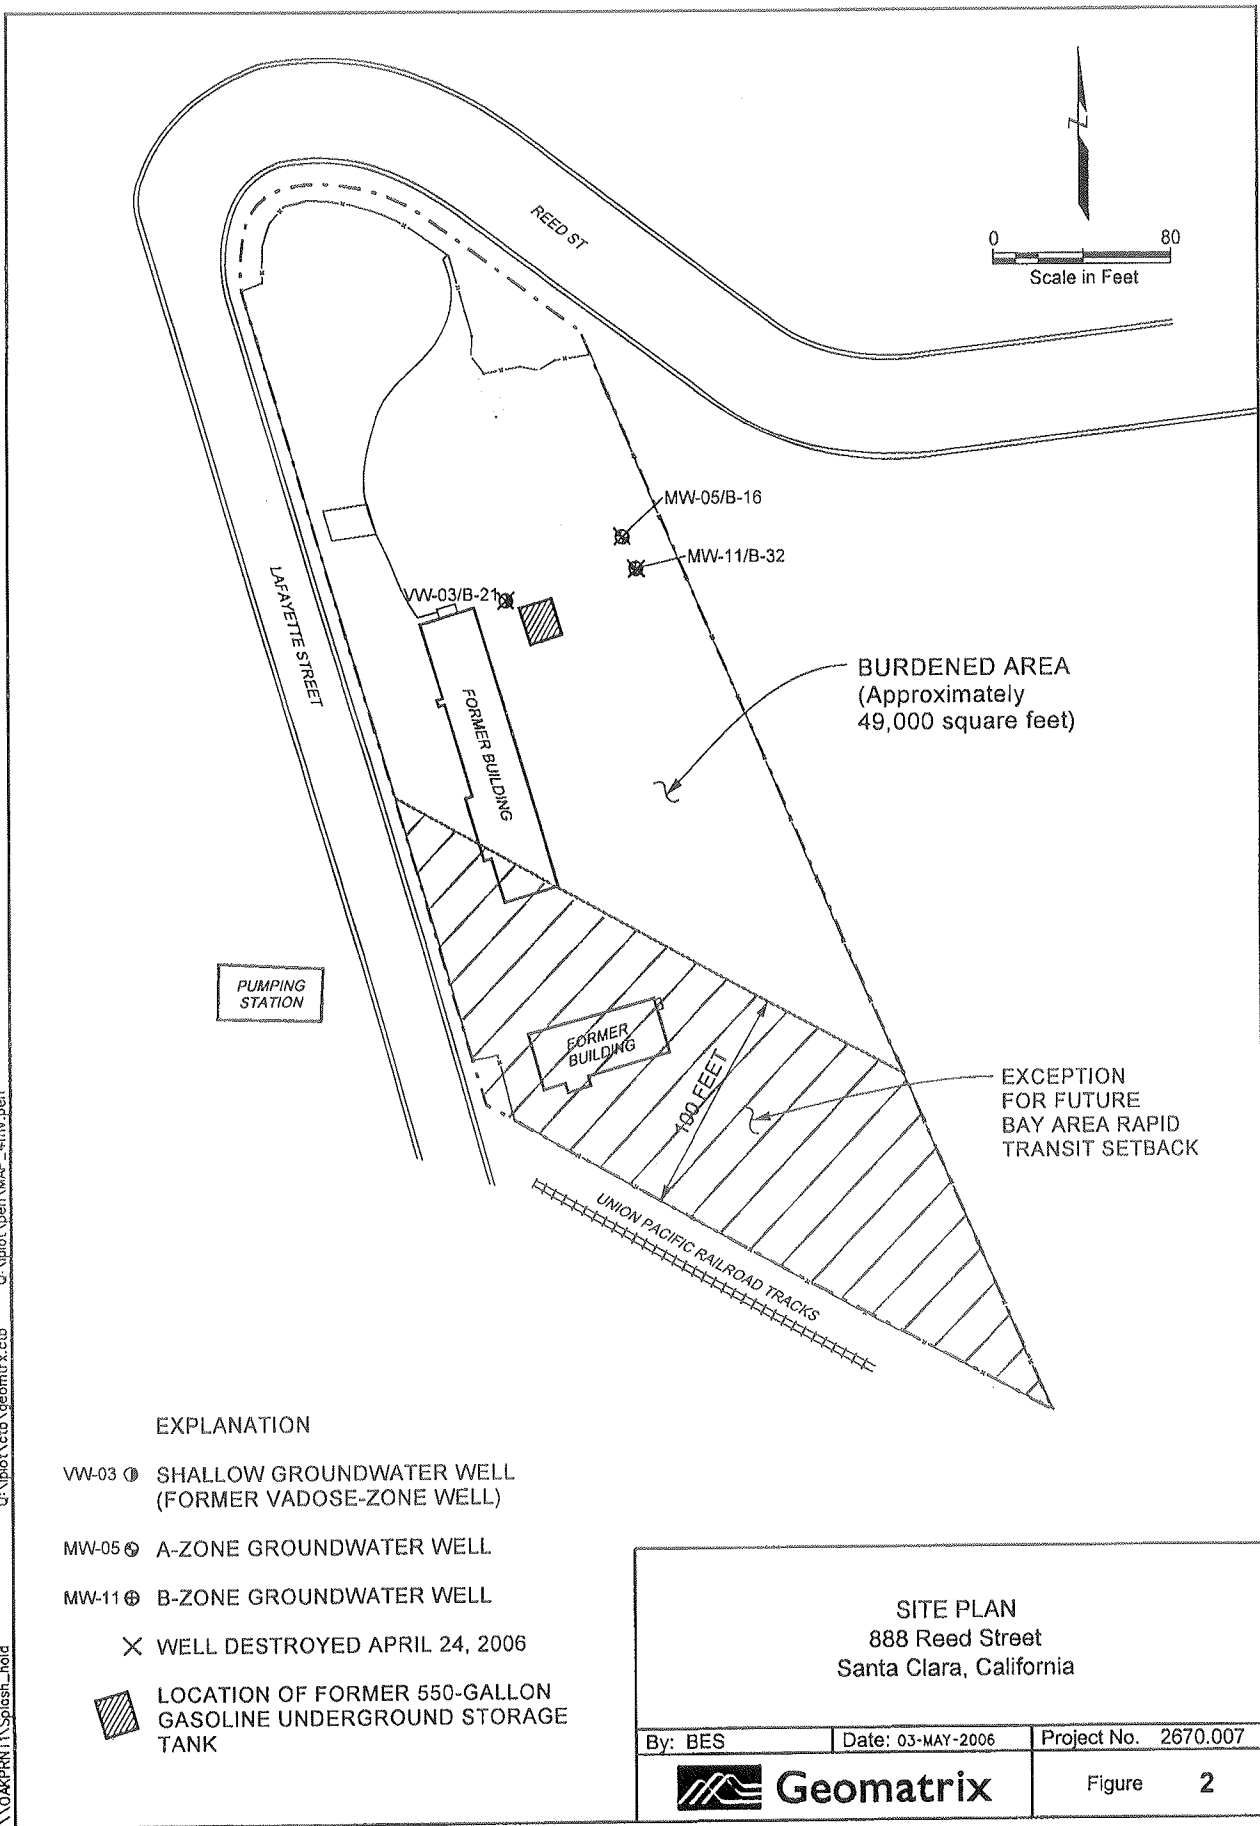 REED ST
0 80
Scale in Feet
MW-05/B-16
MW-11/B-32
VW-03/B-21
LAFAYETTE STREET
FORMER BUILDING
BURDENED AREA
(Approximately
49,000 square feet)
PUMPING
STATION
FORMER
BUILDING
100 FEET
EXCEPTION
FOR FUTURE
BAY AREA RAPID
TRANSIT SETBACK
UNION PACIFIC RAILROAD TRACKS
EXPLANATION
VW-03 SHALLOW GROUNDWATER WELL
(FORMER VADOSE-ZONE WELL)
MW-05 A-ZONE GROUNDWATER WELL
MW-11 B-ZONE GROUNDWATER WELL
WELL DESTROYED APRIL 24, 2006
LOCATION OF FORMER 550-GALLON
GASOLINE UNDERGROUND STORAGE
TANK
SITE PLAN
888 Reed Street
Santa Clara, California
By: BES Date: 03-MAY-2006 Project No. 2670.007
Geomatrix
Figure 2